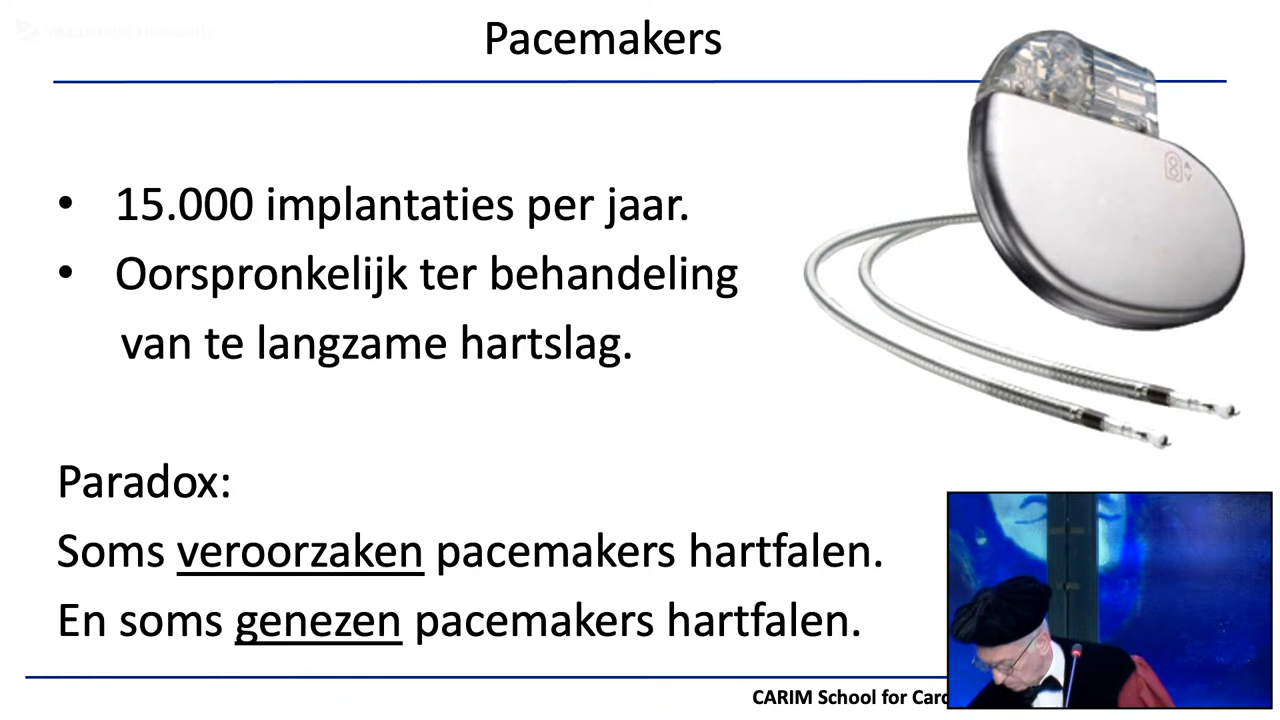 Pacemakers
• 15.000 implantaties per jaar.
• Oorspronkelijk ter behandeling
van te langzame hartslag.
Paradox:
Soms veroorzaken pacemakers hartfalen.
En soms genezen pacemakers hartfalen.
CARIM School for